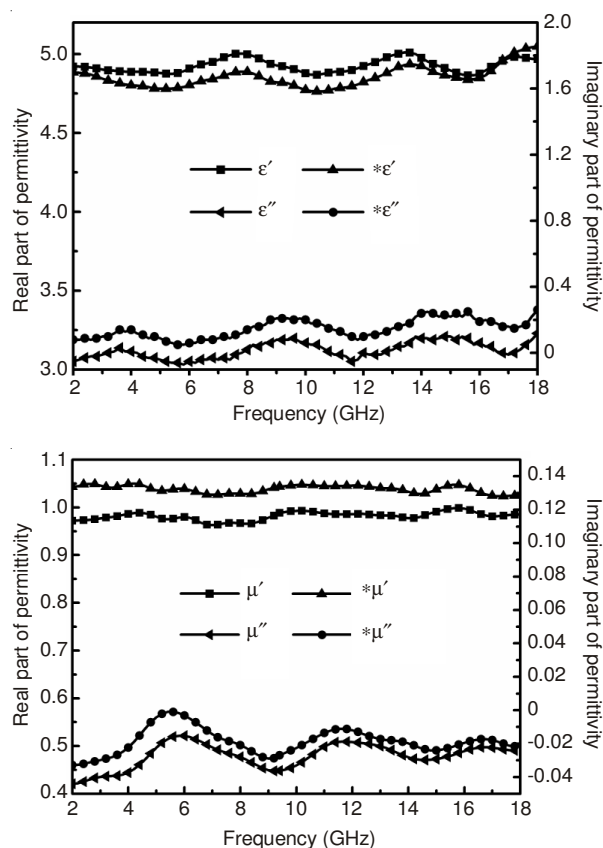 5.0
4.5
4.0
3.5
3.0
Real part of permittivity
2.0
1.6
1.2
0.8
0.4
0
Imaginary part of permittivity
ε′ *ε′
ε″ *ε″
2 4 6 8 10 12 14 16 18
Frequency (GHz)
1.1
1.0
0.9
0.8
0.7
0.6
0.5
0.4
Real part of permittivity
0.14
0.12
0.10
0.08
0.06
0.04
0.02
0
-0.02
-0.04
Imaginary part of permittivity
μ′ *μ′
μ″ *μ″
2 4 6 8 10 12 14 16 18
Frequency (GHz)